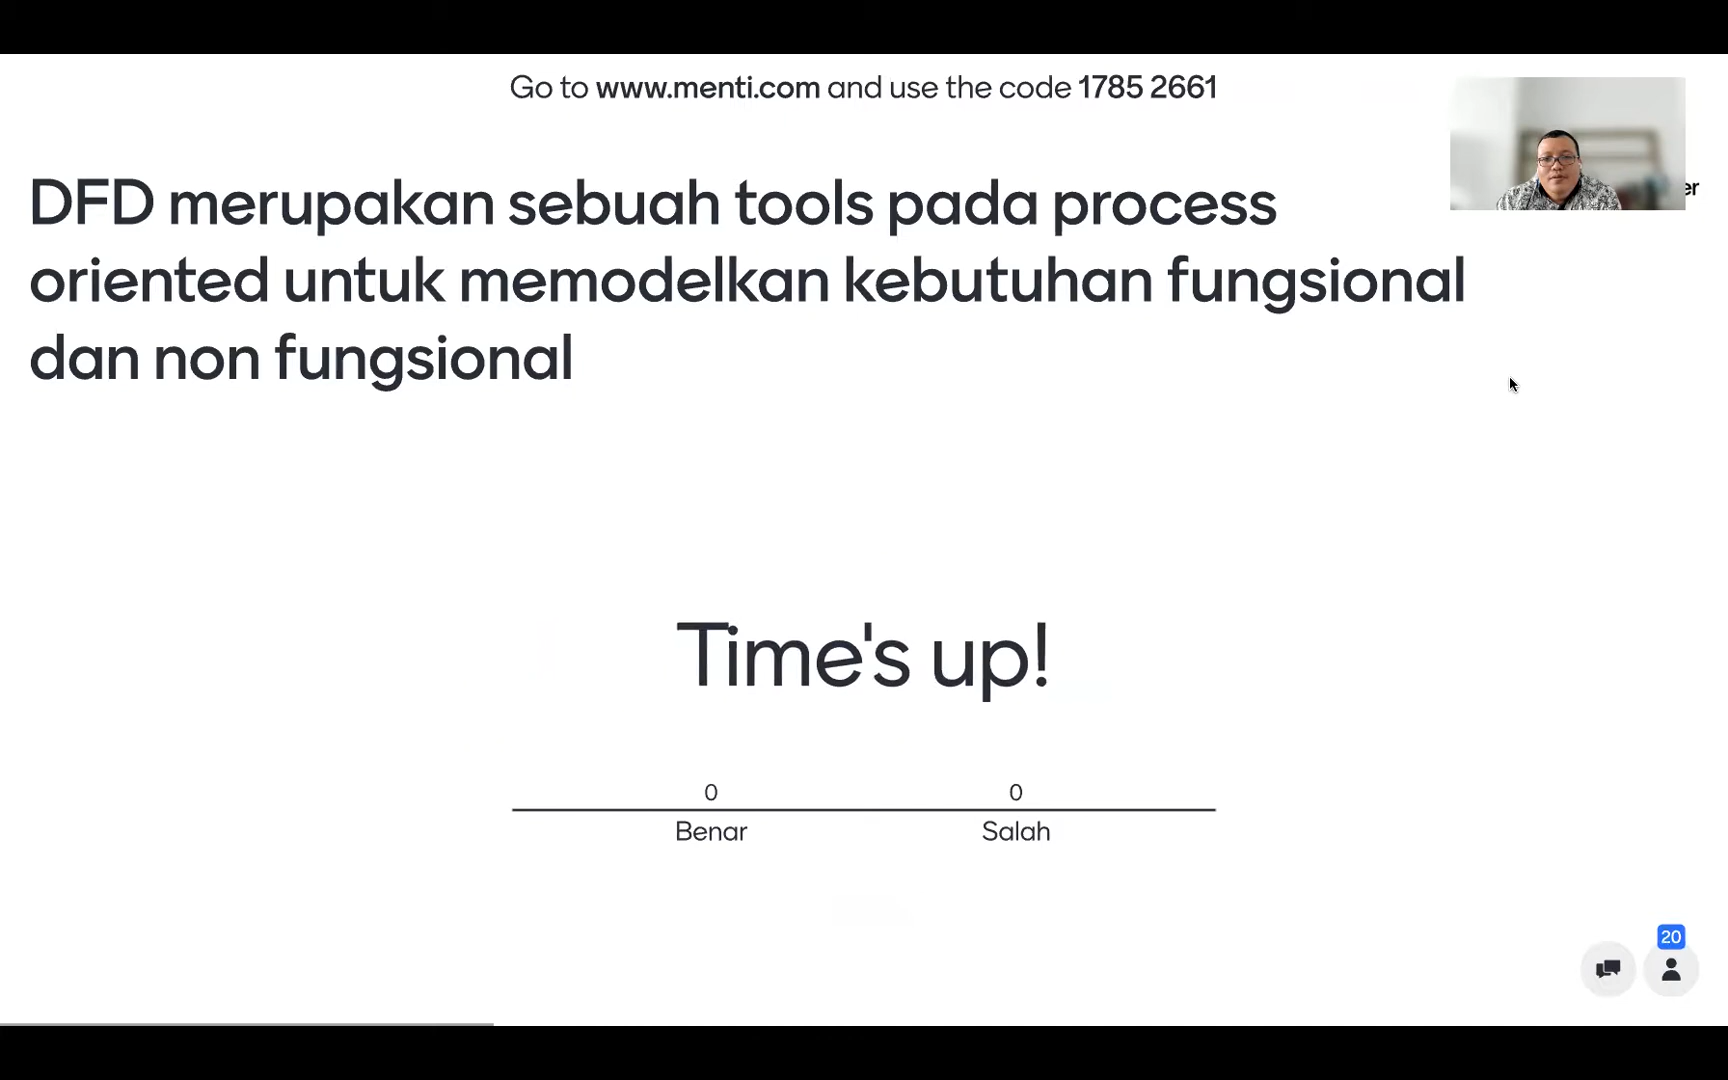 Go to www.menti.com and use the code 1785 2661
er
DFD merupakan sebuah tools pada process
oriented untuk memodelkan kebutuhan fungsional
dan non fungsional
Time's up!
0 0
Benar Salah
20